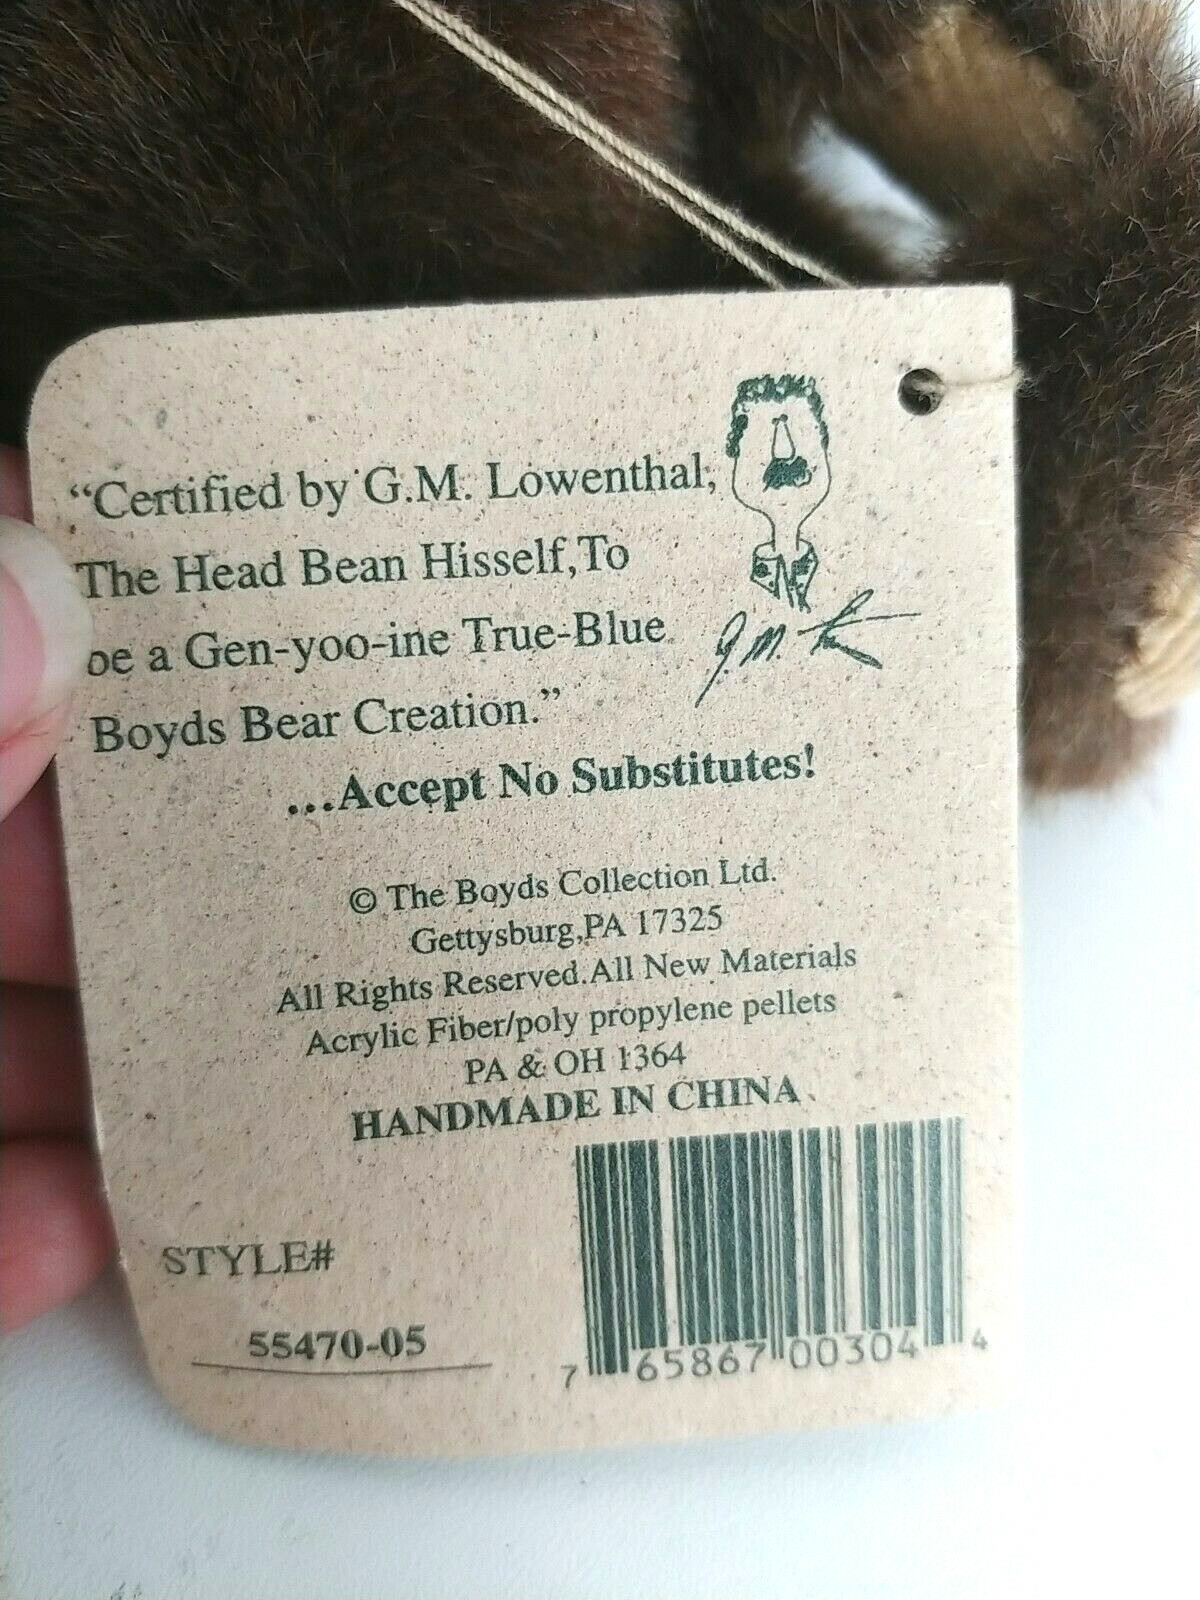 “Certified by G.M. Lowenthal,
The Head Bean Hisself,To
be a Gen-yoo-ine True-Blue
Boyds Bear Creation.”
...Accept No Substitutes!
G.M.
© The Boyds Collection Ltd.
Gettysburg,PA 17325
All Rights Reserved.All New Materials
Acrylic Fiber/poly propylene pellets
PA & OH 1364
HANDMADE IN CHINA
STYLE#
55470-05
7 65867 00304 4